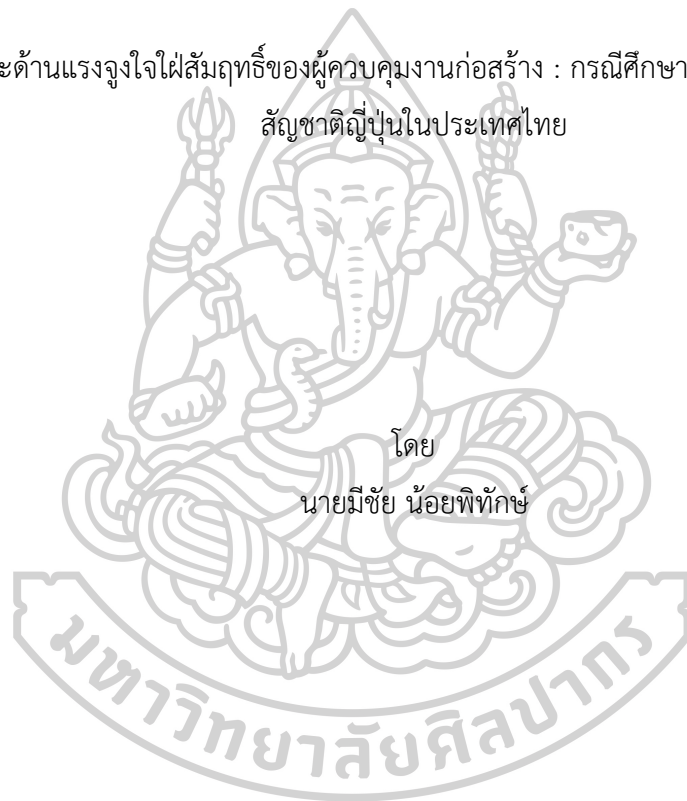 ะด้านแรงจูงใจใฝ่สัมฤทธิ์ของผู้ควบคุมงานก่อสร้าง : กรณีศึกษา
สัญชาติญี่ปุ่นในประเทศไทย
โดย
นายมีชัย น้อยพิทักษ์
มหาวิทยาลัยศิลปากร